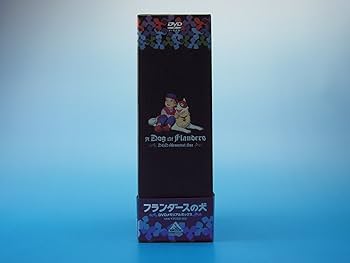 DVD
VIDEO
A Dog of Flanders
DVD Memorial Box
フランダースの犬
DVDメモリアルボックス